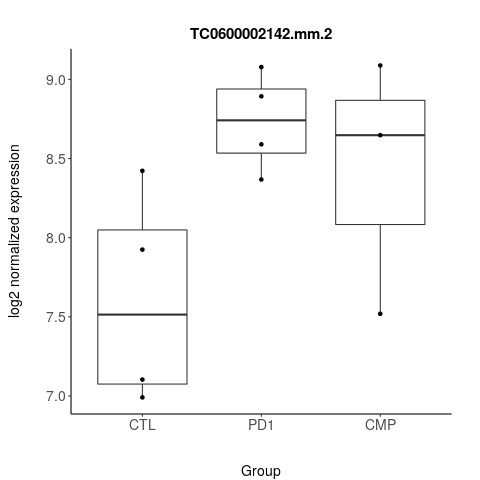 TC0600002142.mm.2
log2 normalized expression
9.0
8.5
8.0
7.5
7.0
CTL PD1 CMP
Group